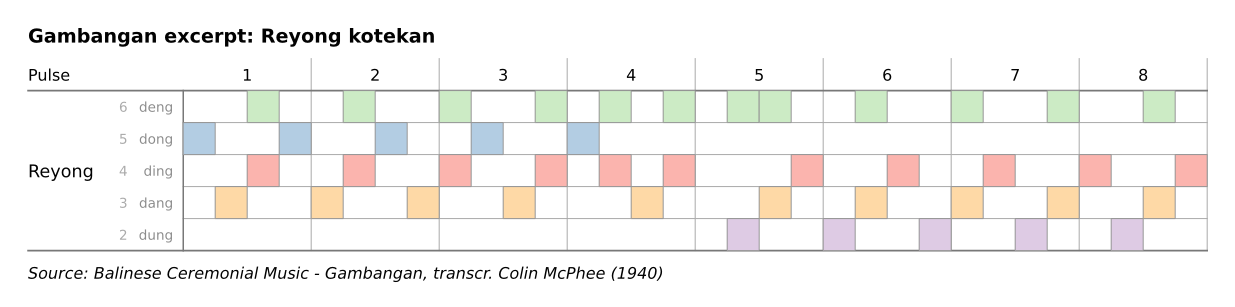 Gambangan excerpt: Reyong kotekan
Pulse 1 2 3 4 5 6 7 8
6 deng
5 dong
Reyong 4 ding
3 dang
2 dung
Source: Balinese Ceremonial Music - Gambangan, transcr. Colin McPhee (1940)